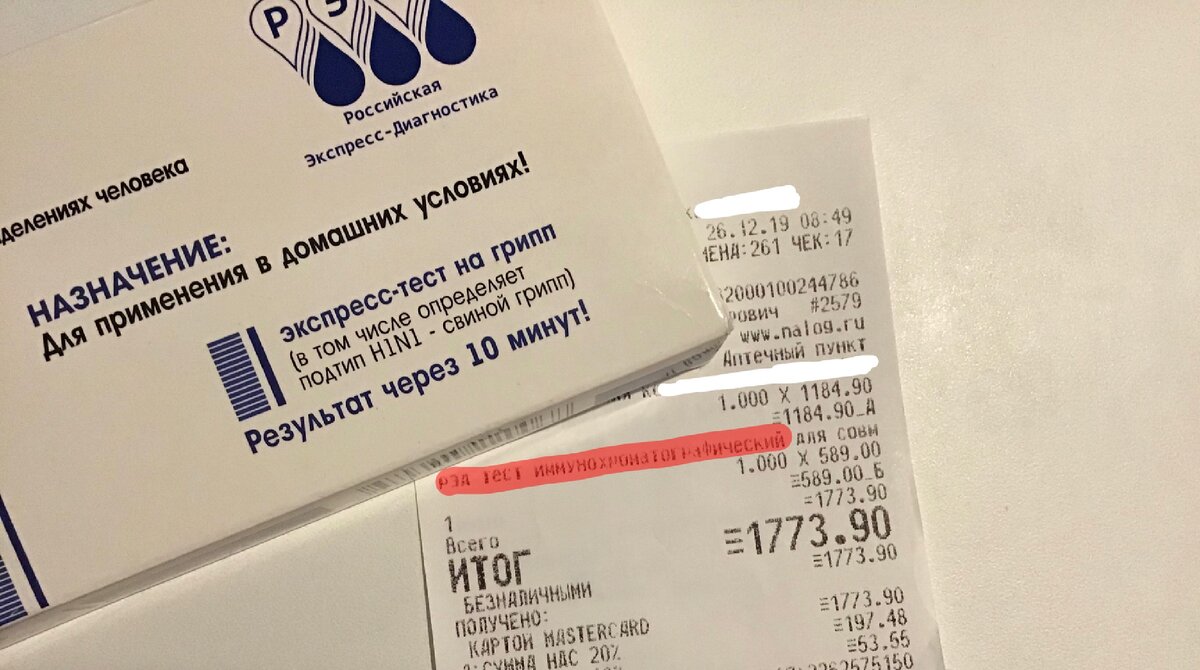 РЭ
Российская
Экспресс-Диагностика
делениях человека
НАЗНАЧЕНИЕ:
Для применения в домашних условиях!
экспресс-тест на грипп
(в том числе определяет
подтип H1N1 - свиной грипп)
Результат через 10 минут!
26.12.19 08:49
МЕНА:261 ЧЕК:17
2000100244786
рович #2579
www.nalog.ru
Аптечный пункт
1.000 X 1184.90
≡1184.90_А
РЭД ТЕСТ ИММУНОХРОМАТОГРАФИЧЕСКИЙ ДЛЯ СОВМ
1.000 X 589.00
≡589.00_Б
1 ≡1773.90
Всего
ИТОГ ≡1773.90
≡1773.90
БЕЗНАЛИЧНЫМИ
ПОЛУЧЕНО:
КАРТОЙ MASTERCARD ≡1773.90
СУММА НДС 20% ≡197.48
≡53.55
2262575150